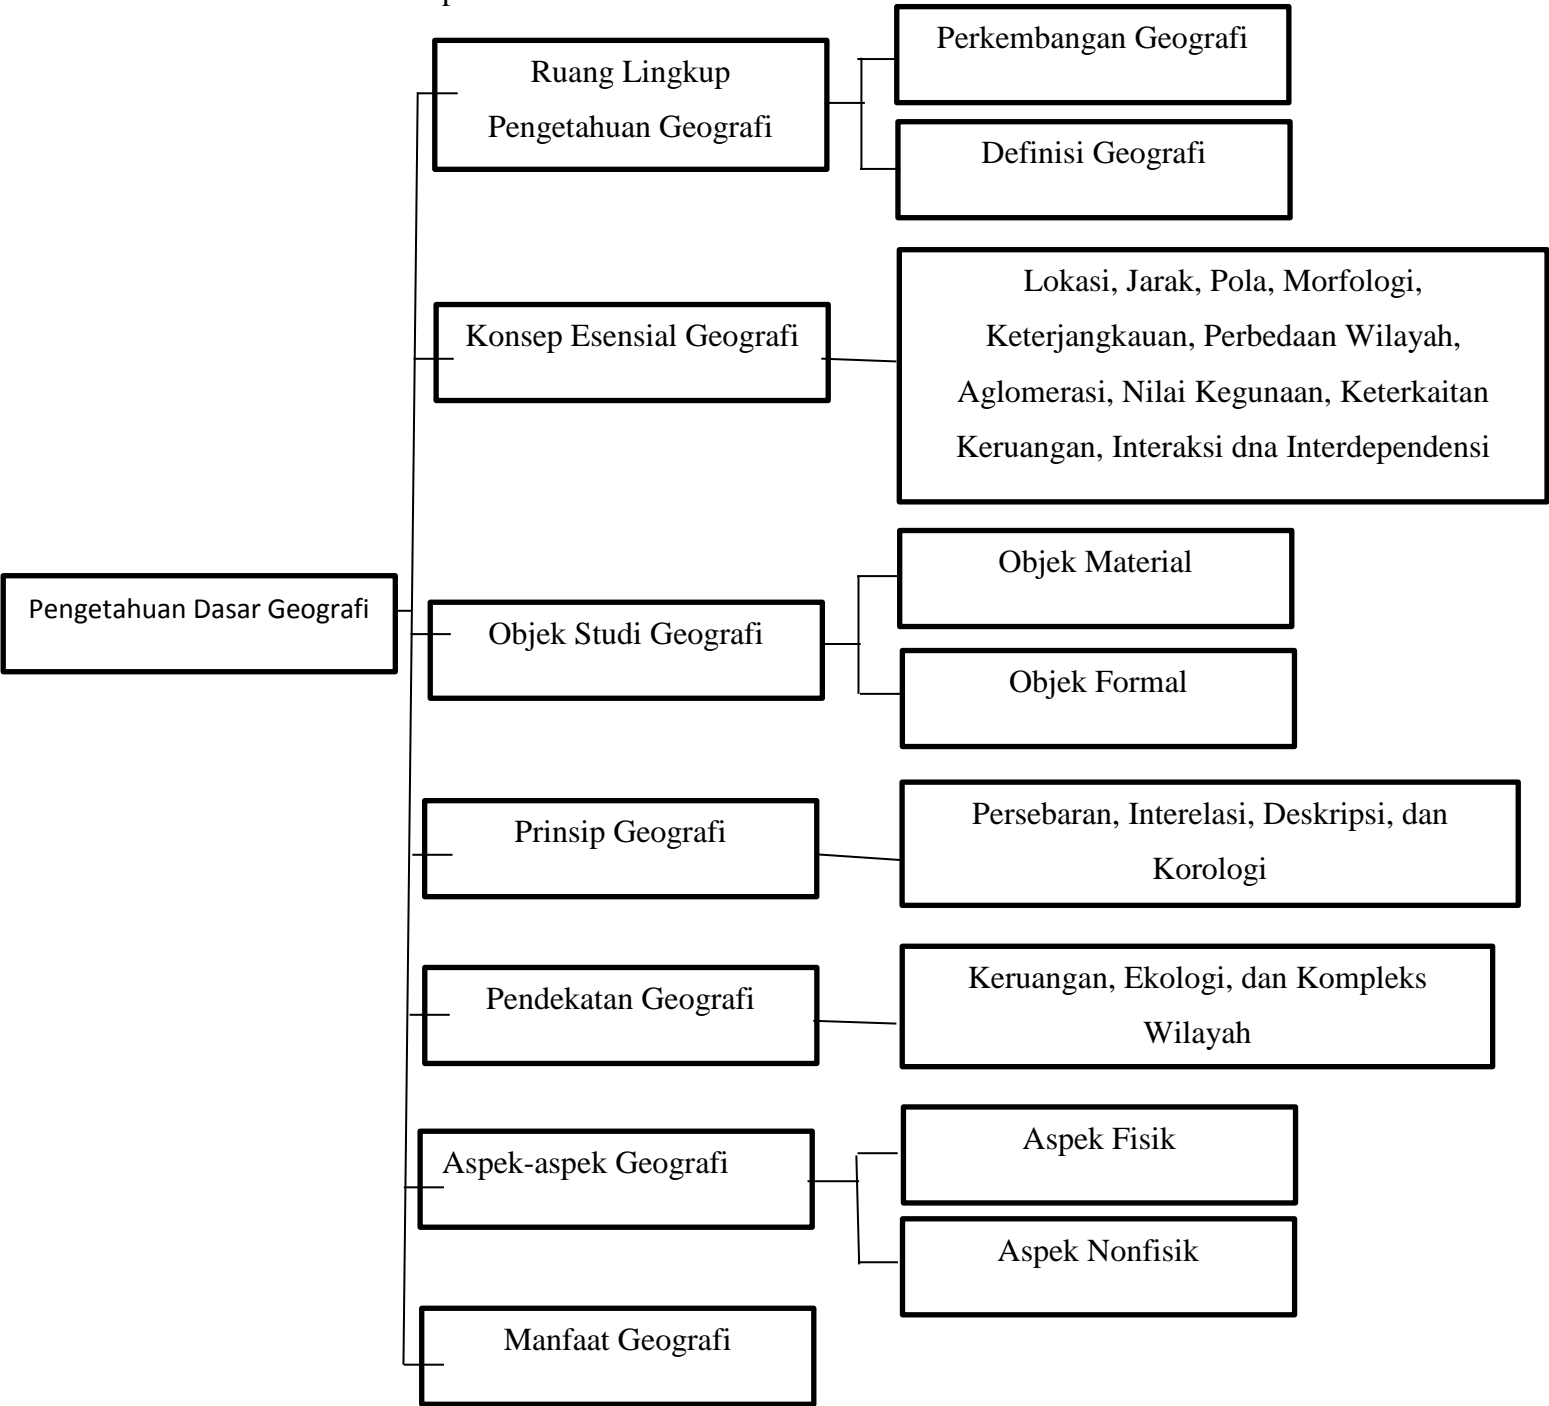 Ruang Lingkup
Pengetahuan Geografi
Perkembangan Geografi
Definisi Geografi
Konsep Esensial Geografi
Lokasi, Jarak, Pola, Morfologi,
Keterjangkauan, Perbedaan Wilayah,
Aglomerasi, Nilai Kegunaan, Keterkaitan
Keruangan, Interaksi dna Interdependensi
Pengetahuan Dasar Geografi
Objek Studi Geografi
Objek Material
Objek Formal
Prinsip Geografi
Persebaran, Interelasi, Deskripsi, dan
Korologi
Pendekatan Geografi
Keruangan, Ekologi, dan Kompleks
Wilayah
Aspek-aspek Geografi
Aspek Fisik
Aspek Nonfisik
Manfaat Geografi